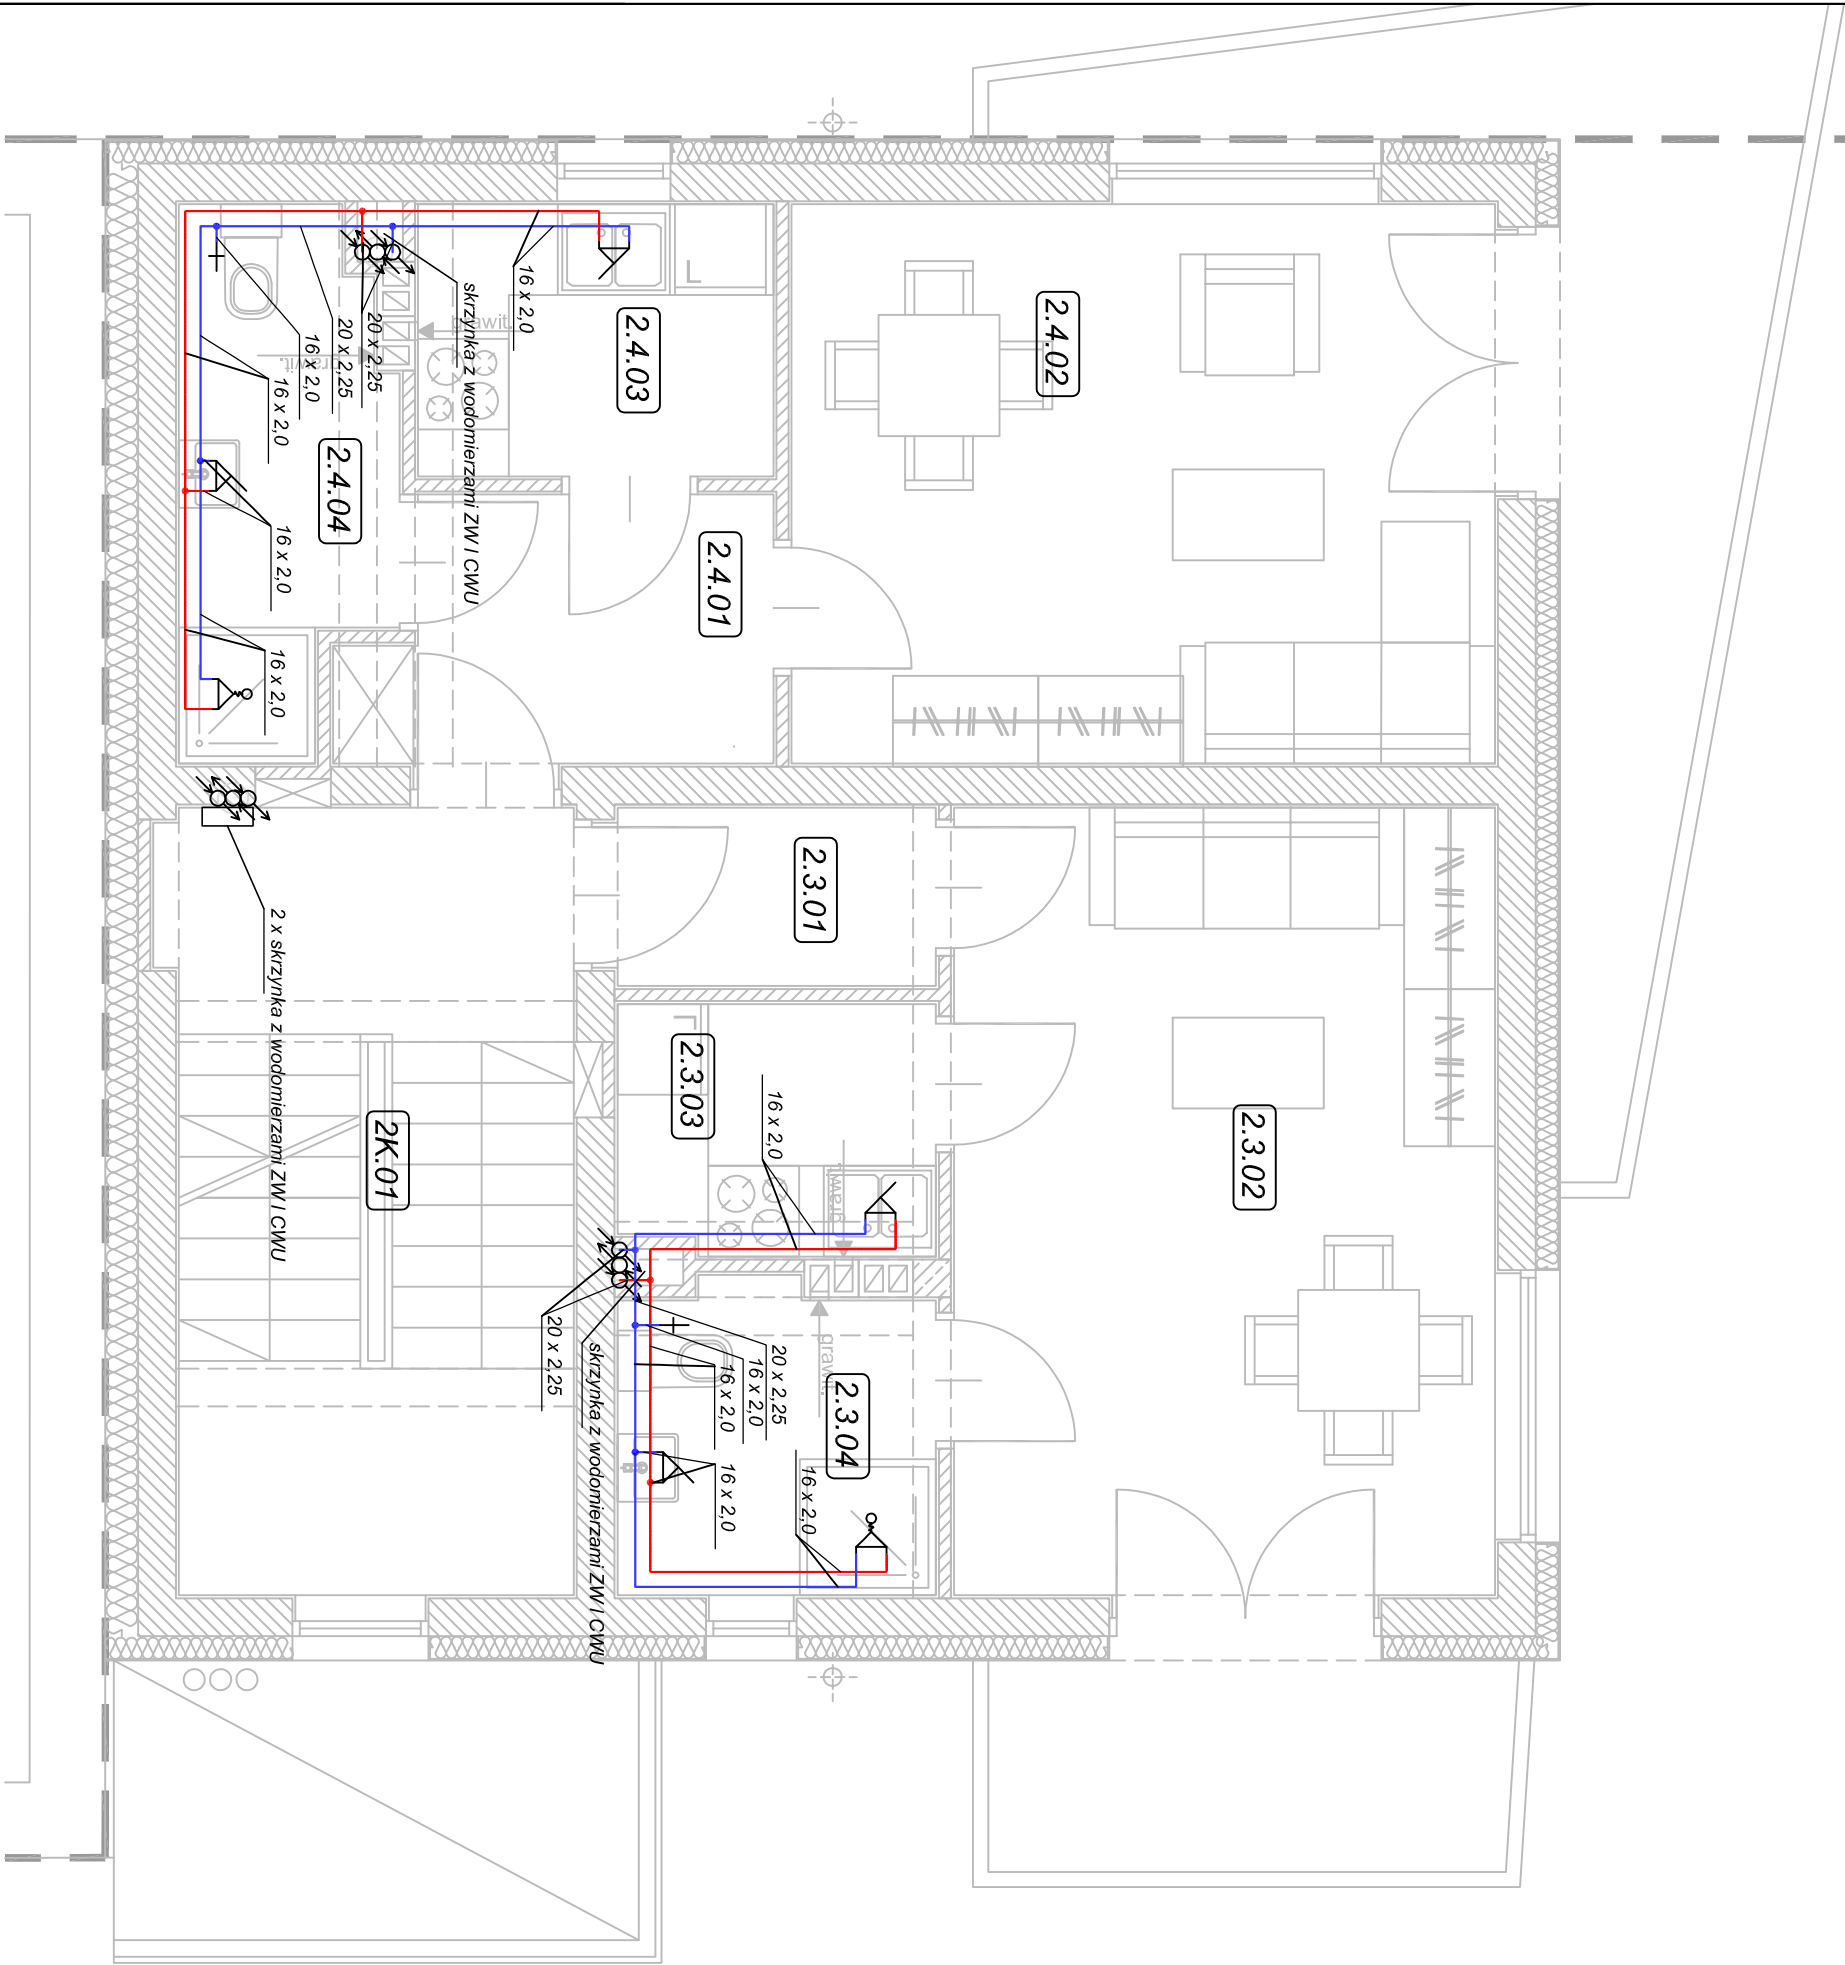 2.4.02
2.4.03
L
grawit.
grawit.
16 x 2,0
skrzynka z wodomierzami ZW I CWU
20 x 2,25
20 x 2,25
16 x 2,0
16 x 2,0
2.4.04
16 x 2,0
16 x 2,0
2.4.01
2.3.01
2 x skrzynka z wodomierzami ZW I CWU
2K.01
L
2.3.03
16 x 2,0
2.3.02
grawit.
20 x 2,25
skrzynka z wodomierzami ZW I CWU
20 x 2,25
16 x 2,0
16 x 2,0
grawit.
2.3.04
16 x 2,0
16 x 2,0